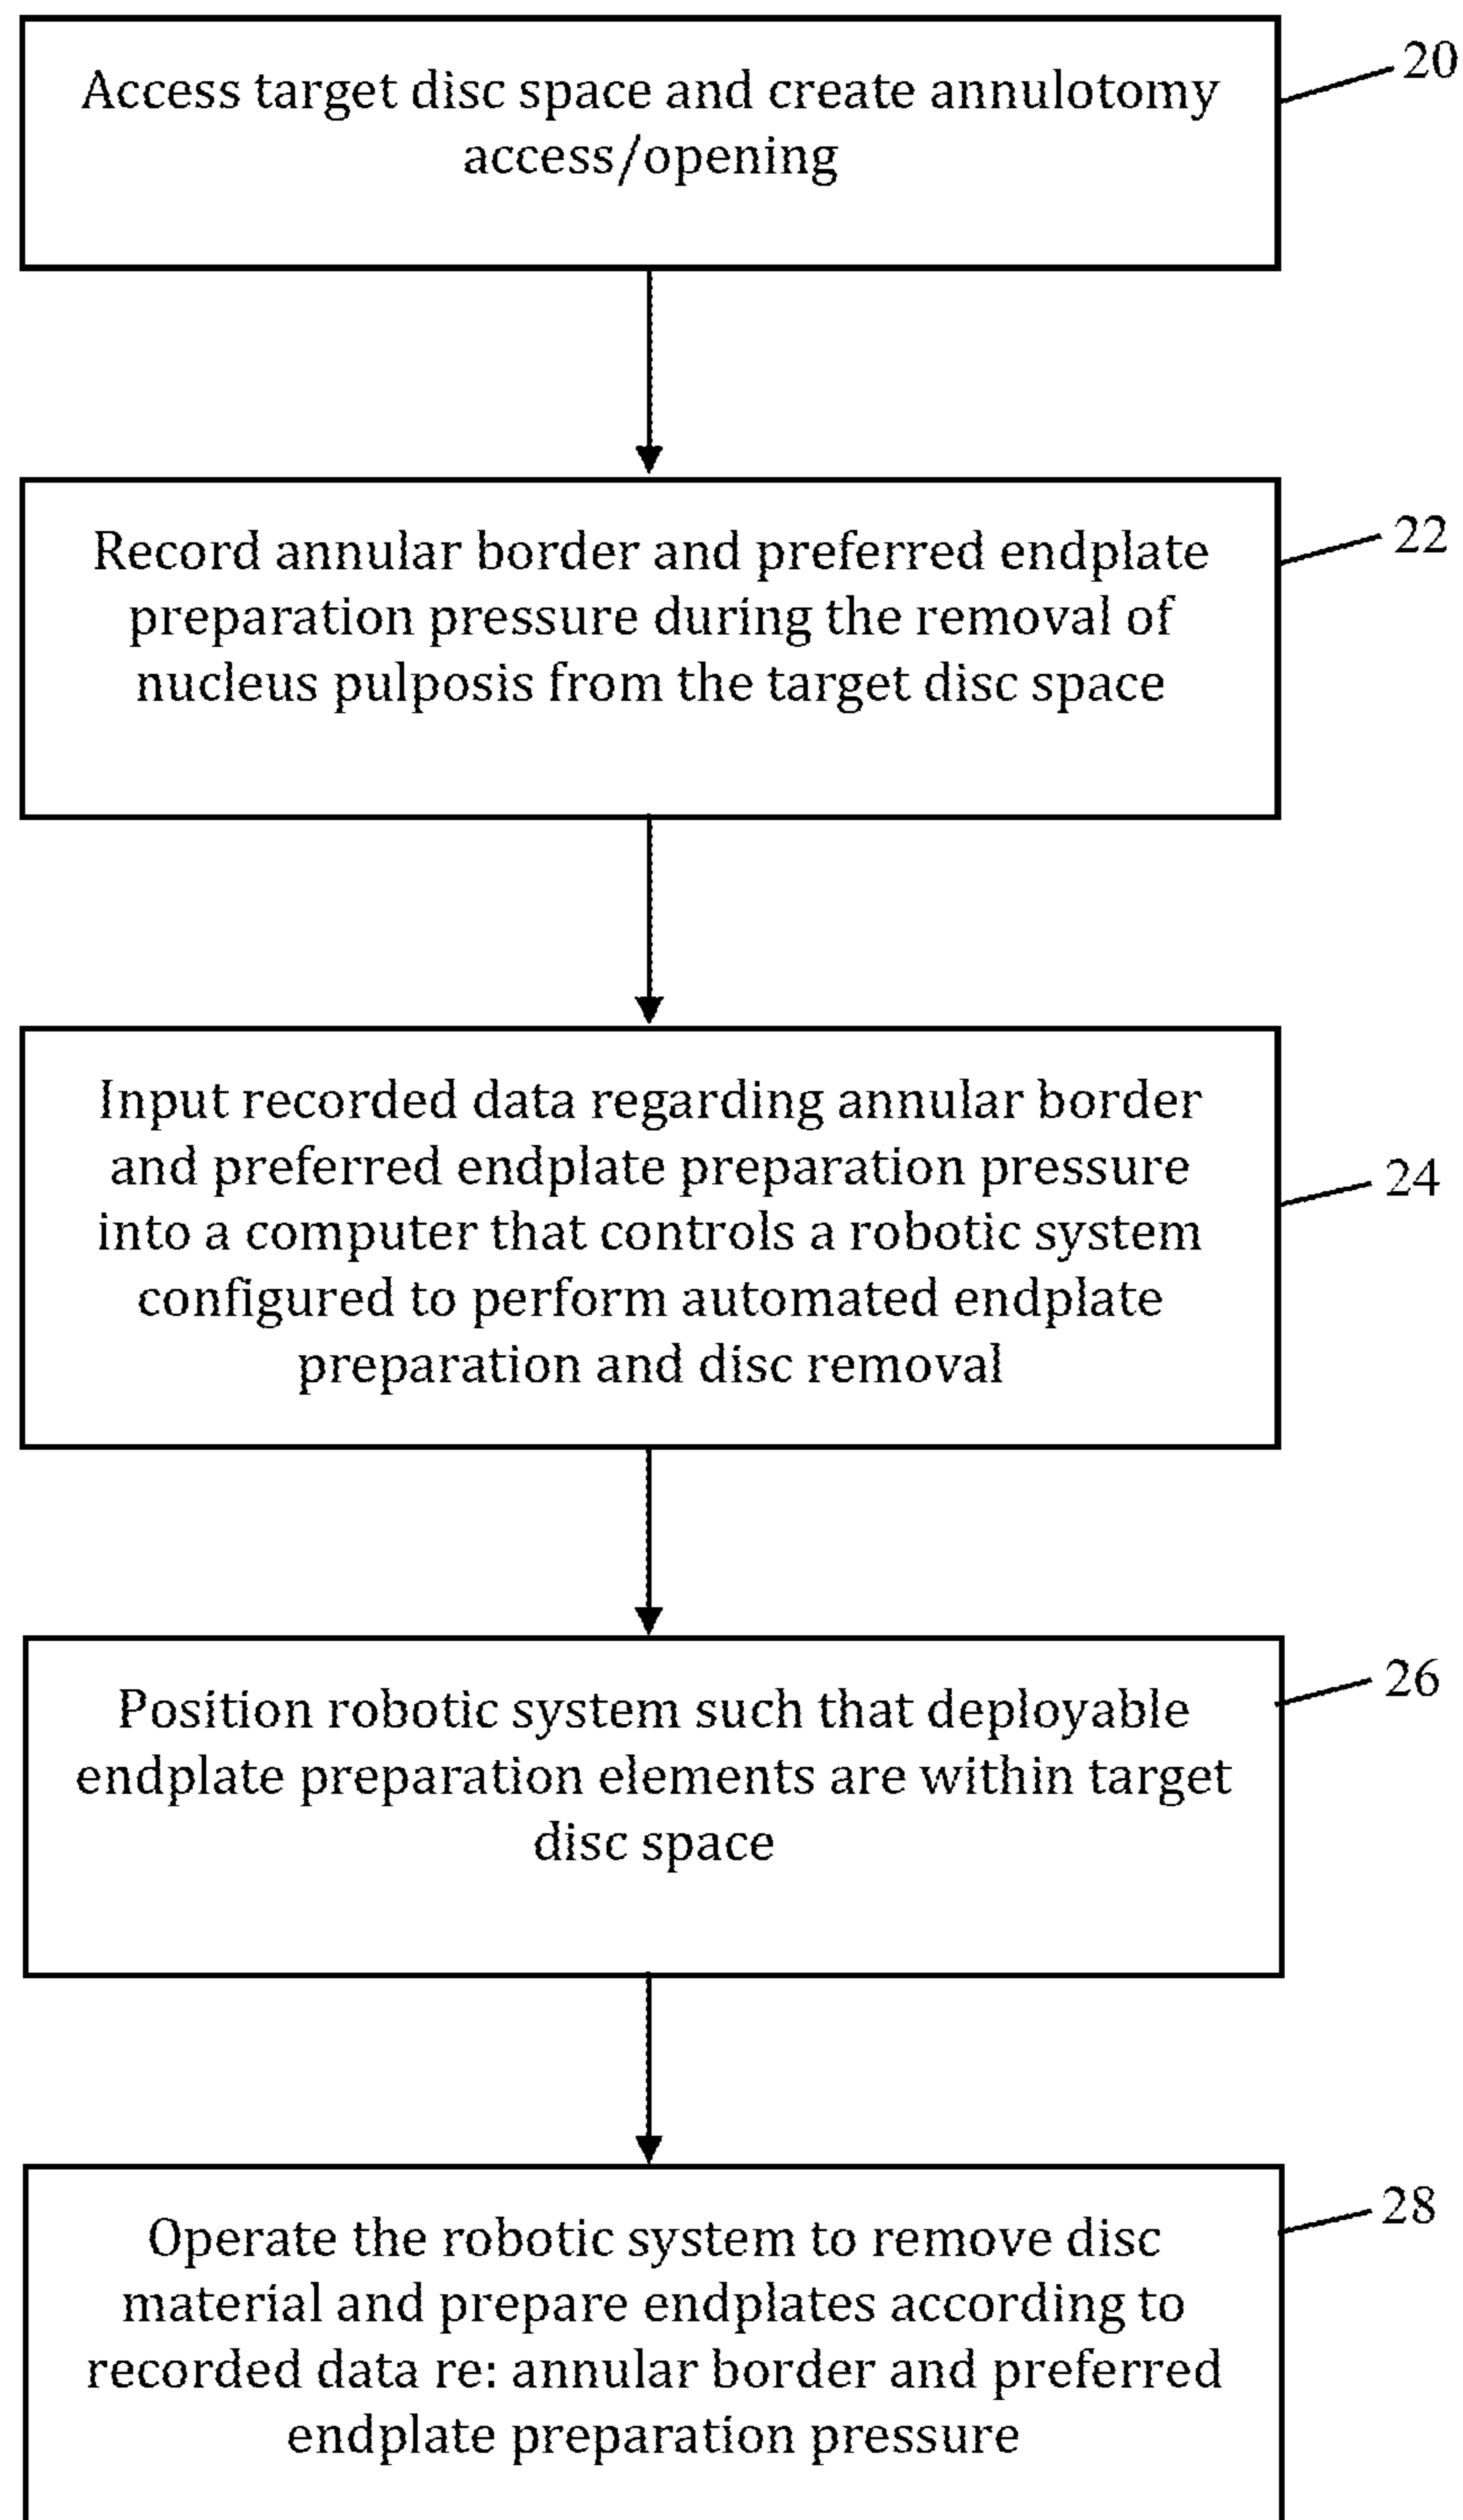 Access target disc space and create annulotomy
access/opening
20
Record annular border and preferred endplate
preparation pressure during the removal of
nucleus pulposis from the target disc space
22
Input recorded data regarding annular border
and preferred endplate preparation pressure
into a computer that controls a robotic system
configured to perform automated endplate
preparation and disc removal
24
Position robotic system such that deployable
endplate preparation elements are within target
disc space
26
Operate the robotic system to remove disc
material and prepare endplates according to
recorded data re: annular border and preferred
endplate preparation pressure
28